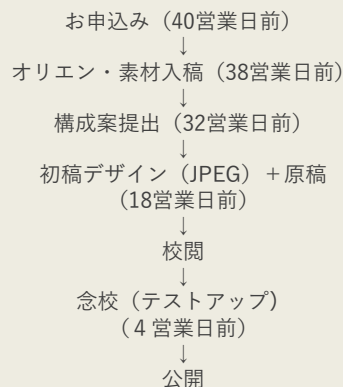 お申込み（40営業日前）
↓
オリエン・素材入稿（38営業日前）
↓
構成案提出（32営業日前）
↓
初稿デザイン（JPEG）＋原稿
（18営業日前）
↓
校閲
↓
念校（テストアップ）
（４営業日前）
↓
公開